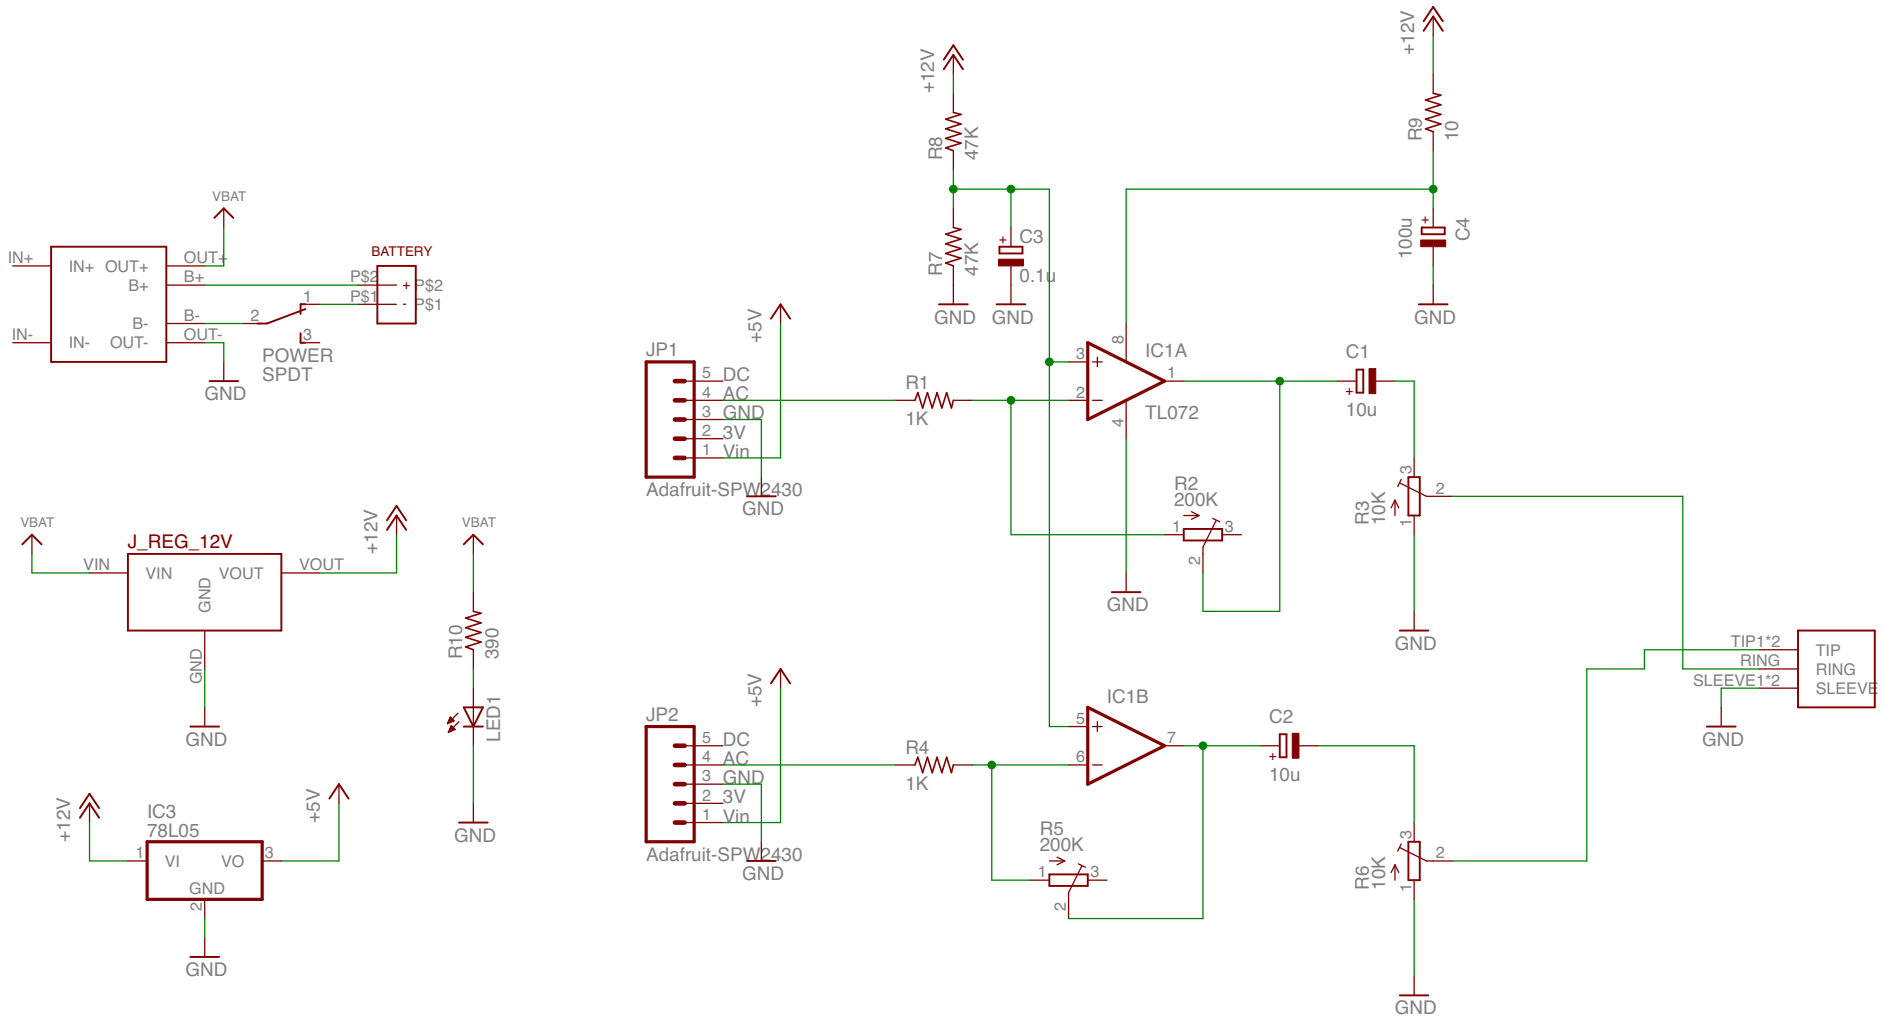 VBAT
IN+
IN+ OUT+
OUT+
B+
B+
B-
B-
IN-
IN- OUT-
OUT-
GND
2
1
3
POWER
SPDT
BATTERY
P$2
P$1
+
-
P$2
P$1
VBAT
J_REG_12V
VIN
VIN
VOUT
GND
VOUT
+12V
GND
GND
VBAT
R10
390
LED1
GND
+12V
IC3
78L05
1
VI
VO
3
GND
2
+5V
GND
+12V
R8
47K
R7
47K
GND
+
C3
0.1u
GND
+12V
R9
10
+
100u
C4
GND
JP1
5 DC
4 AC
3 GND
2 3V
1 Vin
Adafruit-SPW2430
+5V
GND
R1
1K
3
+
2
-
8
4
1
IC1A
TL072
GND
R2
200K
1
3
2
C1
+
10u
3
2
1
R3
10K
GND
JP2
5 DC
4 AC
3 GND
2 3V
1 Vin
Adafruit-SPW2430
+5V
GND
R4
1K
IC1B
5
+
6
-
7
R5
200K
1
3
2
C2
+
10u
3
2
1
R6
10K
GND
TIP1*2
RING
SLEEVE1*2
TIP
RING
SLEEVE
GND